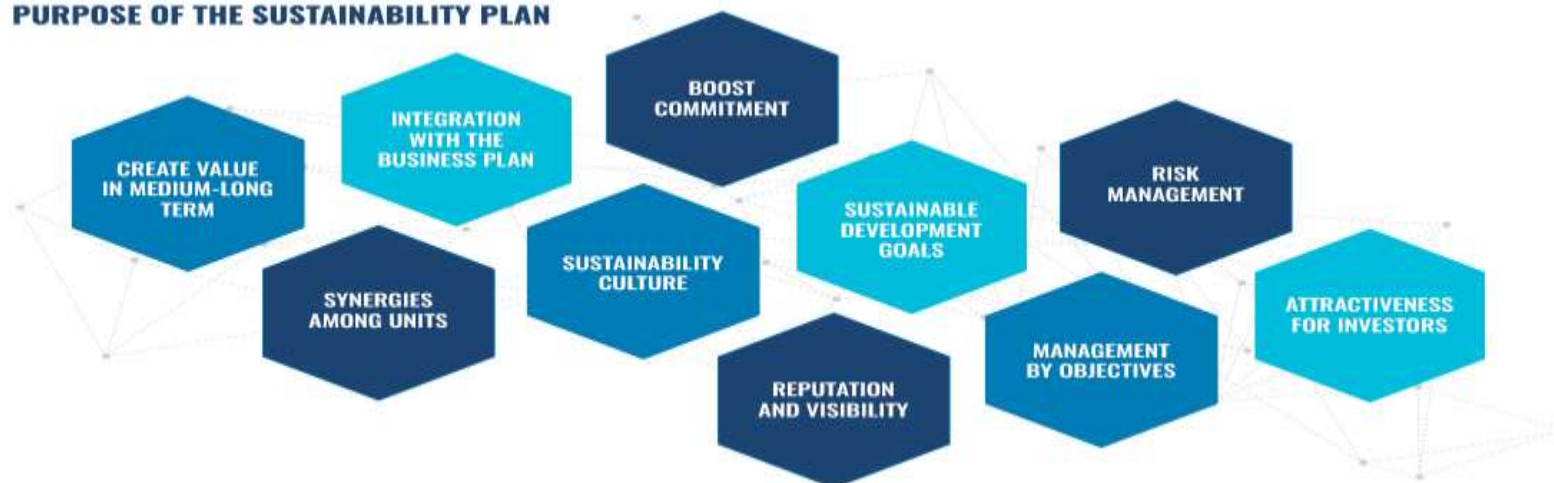 PURPOSE OF THE SUSTAINABILITY PLAN
CREATE VALUE
IN MEDIUM-LONG
TERM
INTEGRATION
WITH THE
BUSINESS PLAN
SYNERGIES
AMONG UNITS
BOOST
COMMITMENT
SUSTAINABILITY
CULTURE
SUSTAINABLE
DEVELOPMENT
GOALS
REPUTATION
AND VISIBILITY
RISK
MANAGEMENT
MANAGEMENT
BY OBJECTIVES
ATTRACTIVENESS
FOR INVESTORS